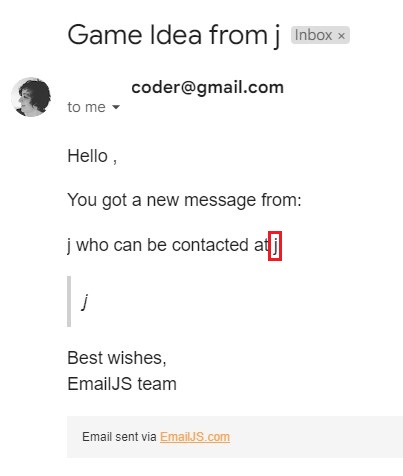 Game Idea from j Inbox ×
coder@gmail.com
to me
Hello ,
You got a new message from:
j who can be contacted at j
j
Best wishes,
EmailJS team
Email sent via EmailJS.com